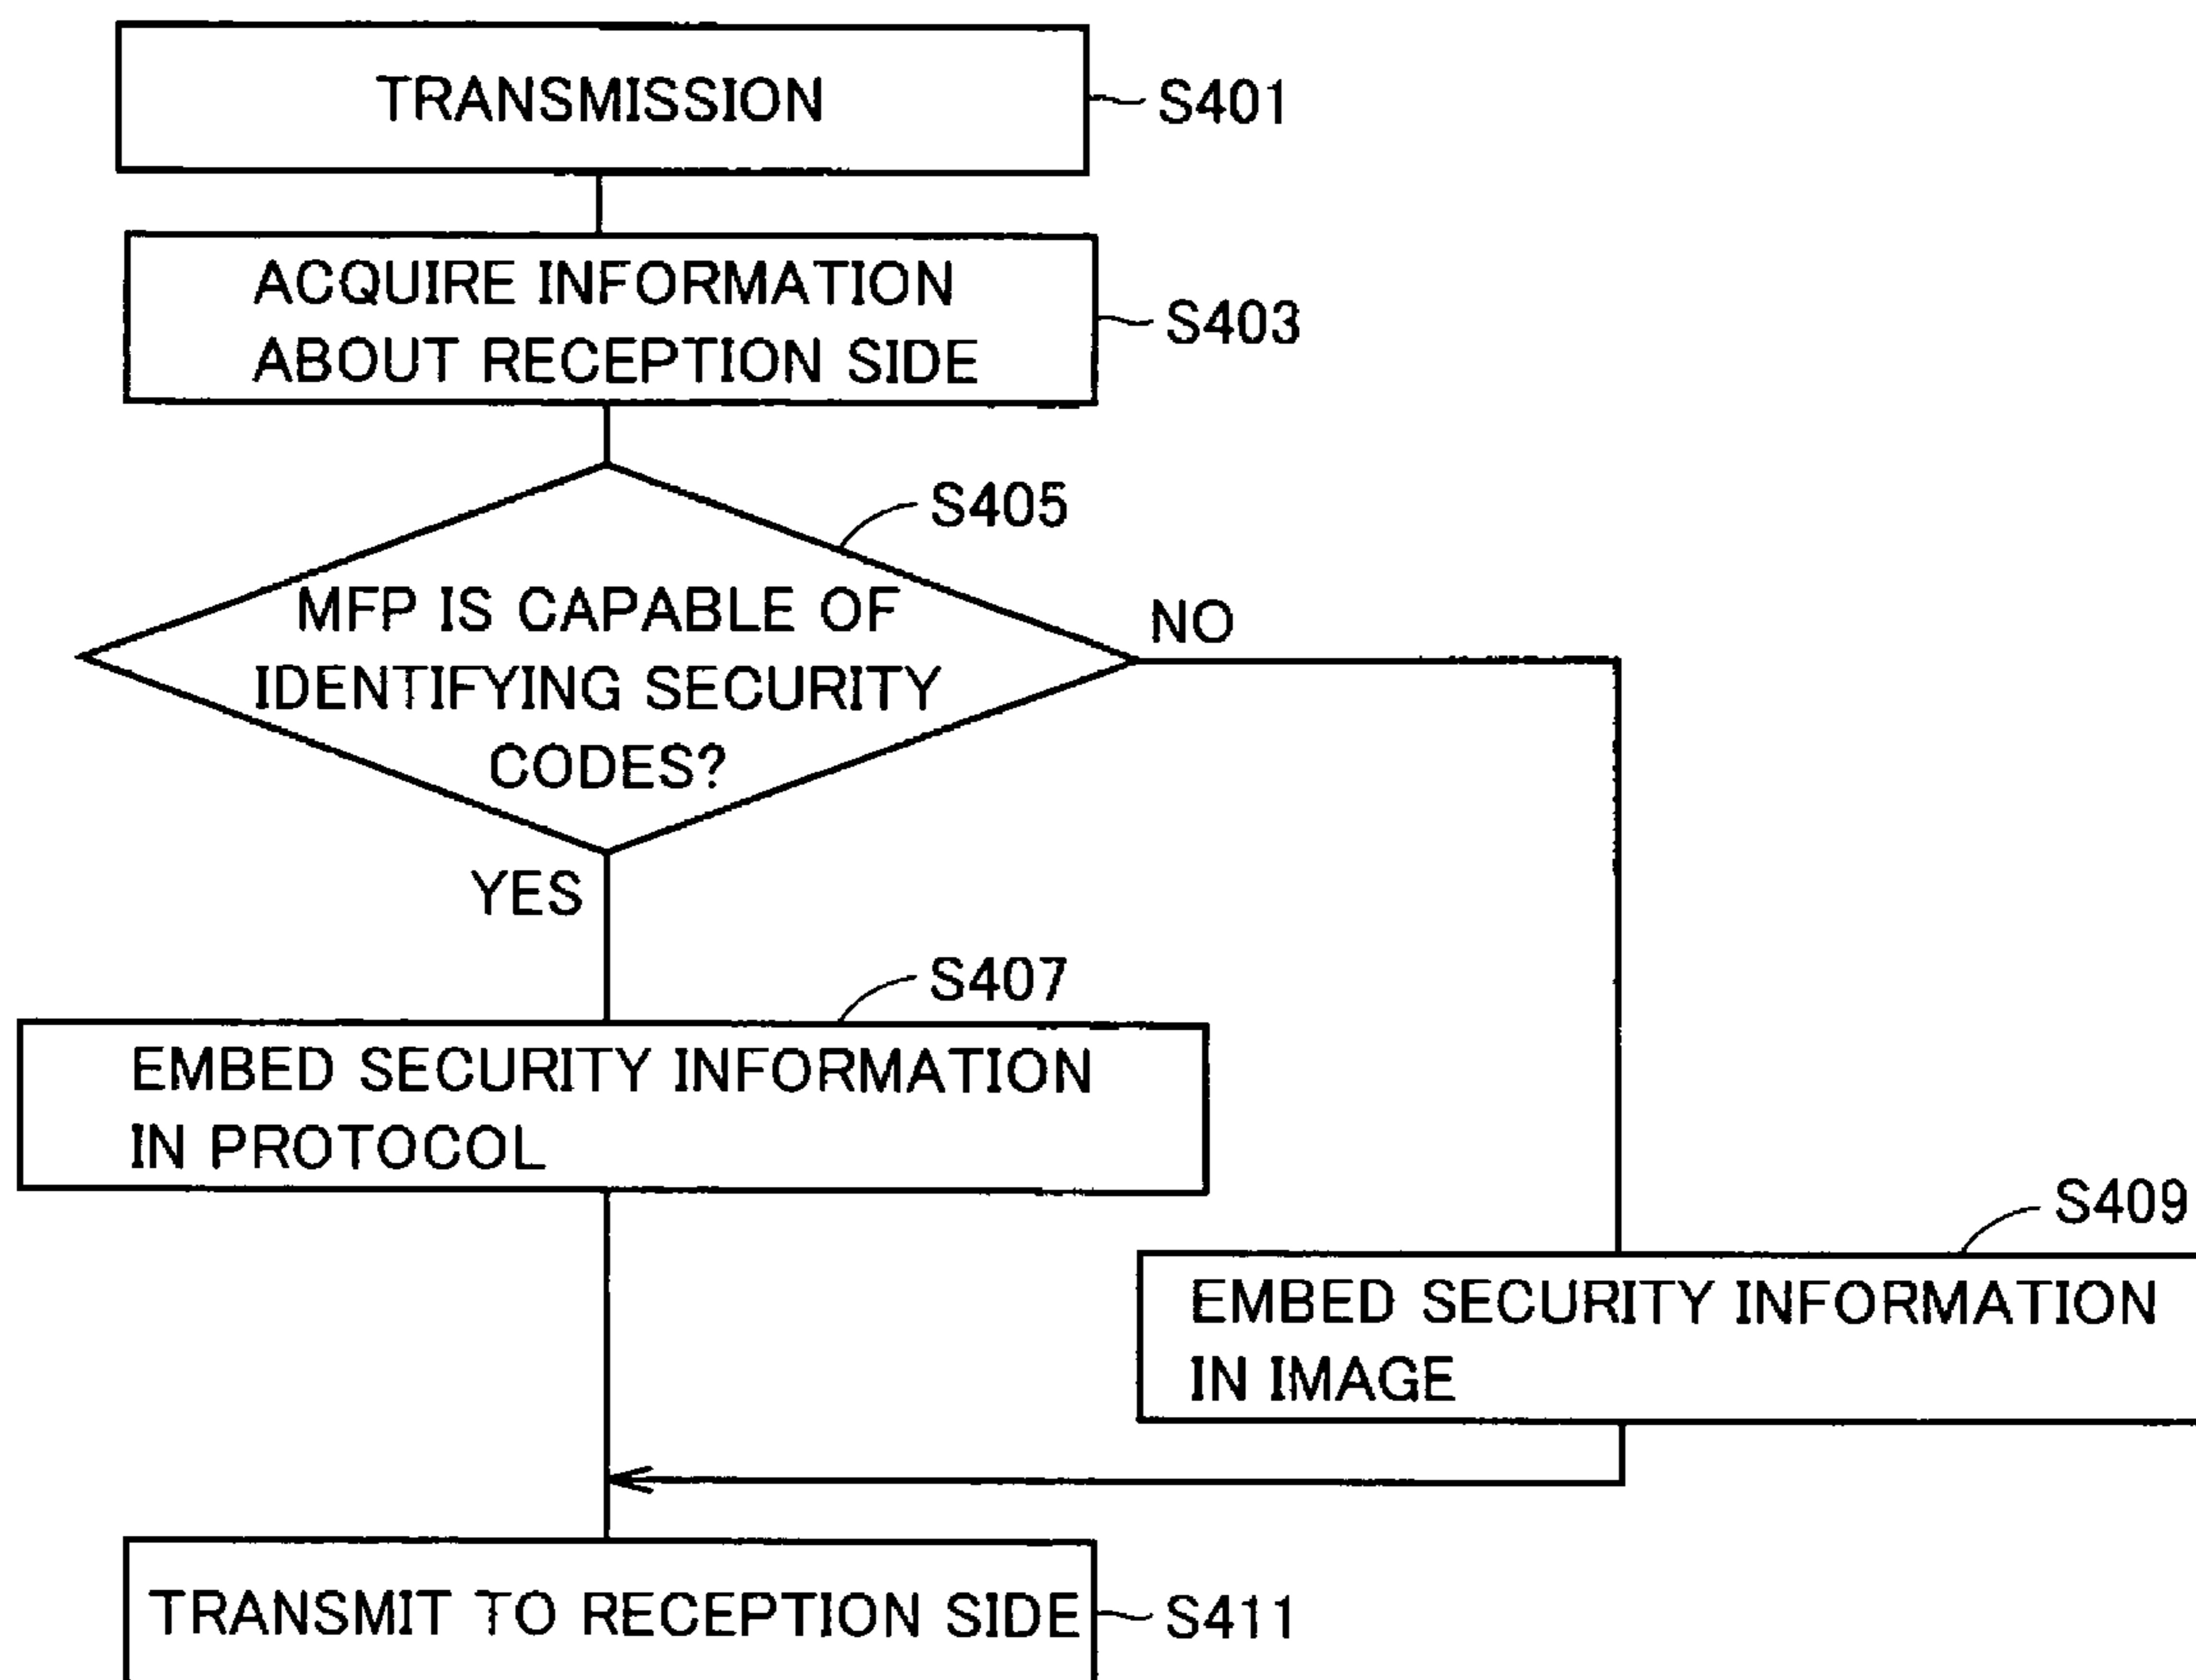 TRANSMISSION
S401
ACQUIRE INFORMATION
ABOUT RECEPTION SIDE
S403
S405
MFP IS CAPABLE OF
IDENTIFYING SECURITY
CODES?
NO
YES
S407
EMBED SECURITY INFORMATION
IN PROTOCOL
S409
EMBED SECURITY INFORMATION
IN IMAGE
TRANSMIT TO RECEPTION SIDE
S411